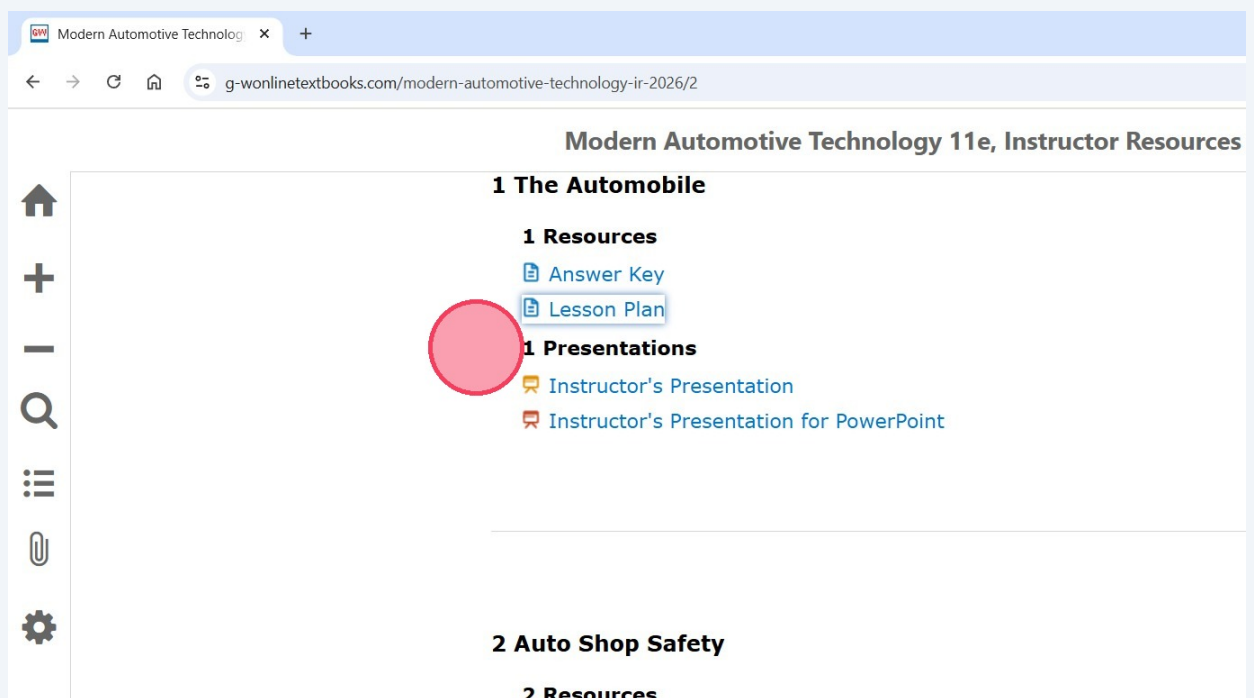 GW Modern Automotive Technolog
g-wonlinetextbooks.com/modern-automotive-technology-ir-2026/2
Modern Automotive Technology 11e, Instructor Resources
1 The Automobile
1 Resources
Answer Key
Lesson Plan
1 Presentations
Instructor's Presentation
Instructor's Presentation for PowerPoint
2 Auto Shop Safety
2 Resources